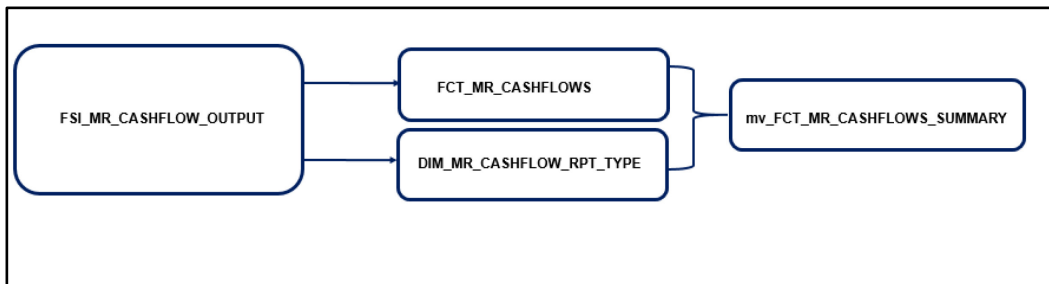 FSI_MR_CASHFLOW_OUTPUT
FCT_MR_CASHFLOWS
DIM_MR_CASHFLOW_RPT_TYPE
mv_FCT_MR_CASHFLOWS_SUMMARY